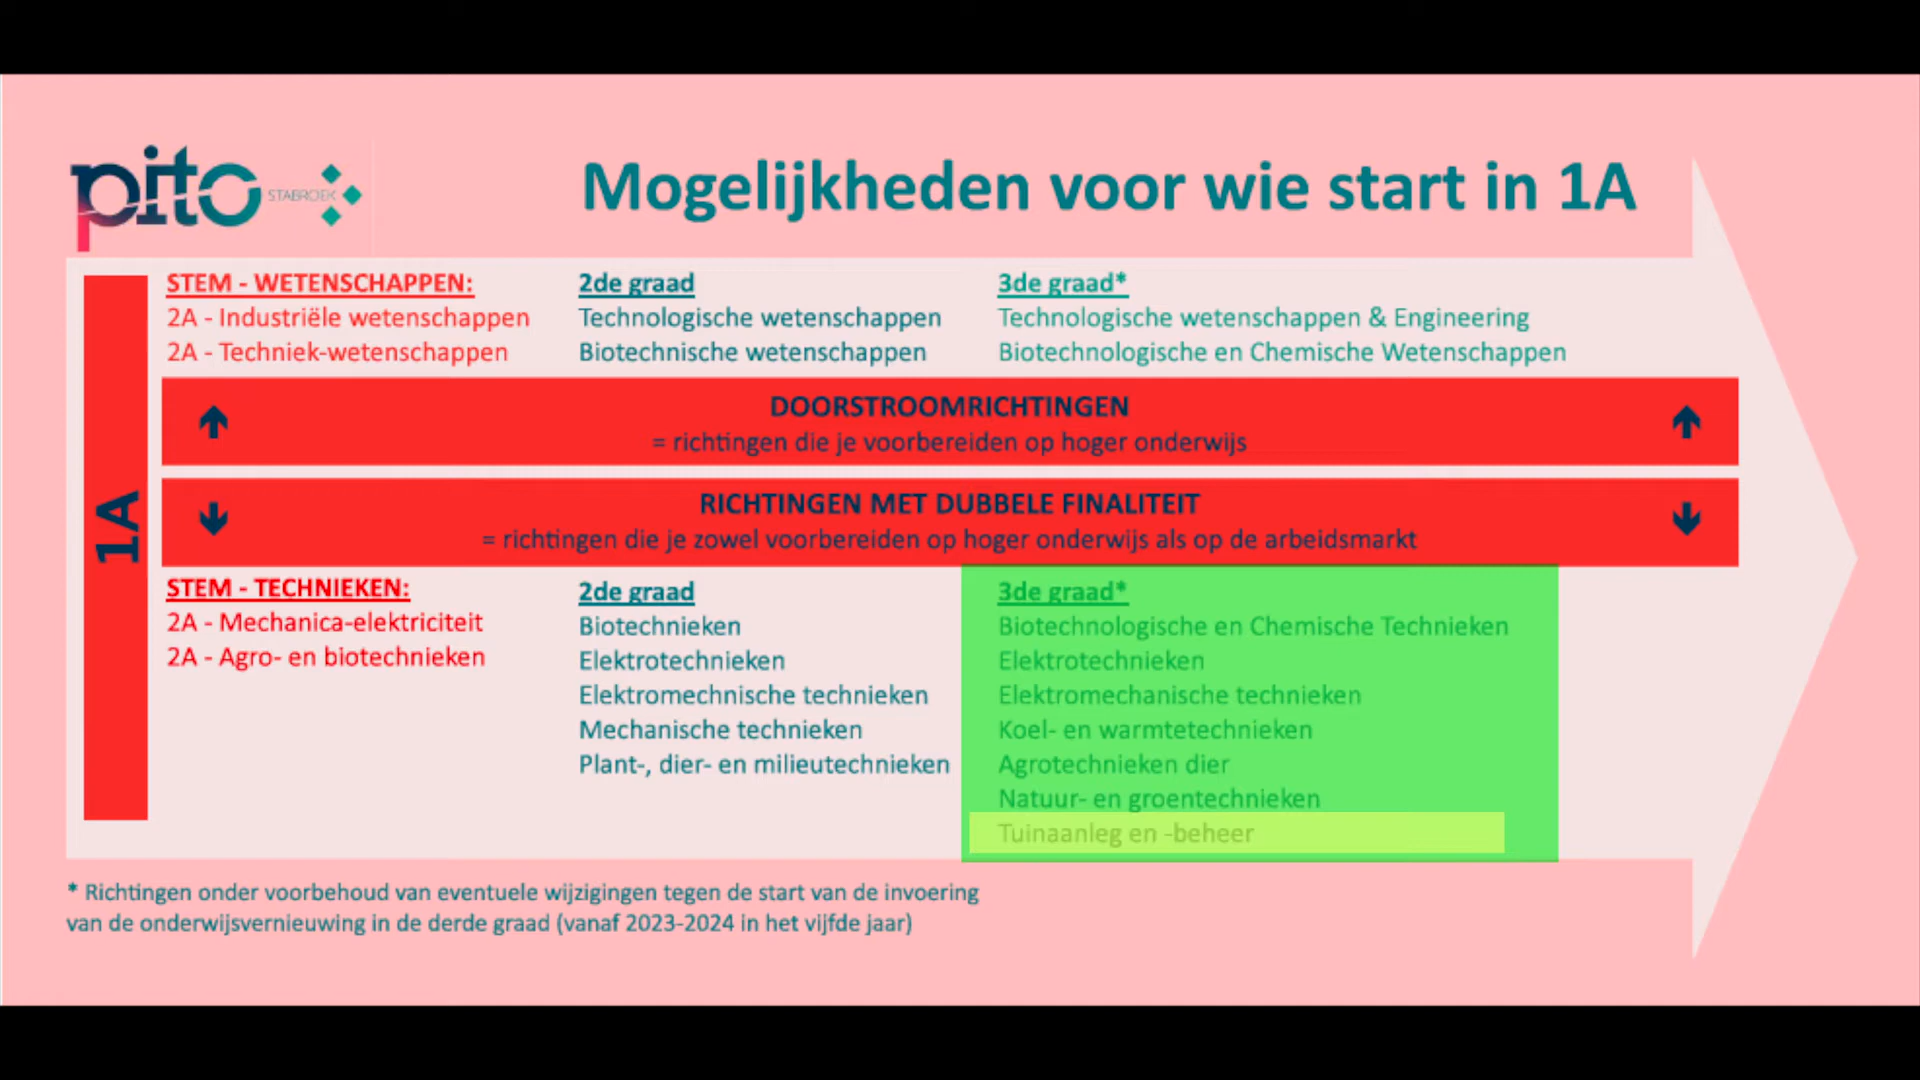 pito STABROEK
Mogelijkheden voor wie start in 1A
1A
STEM - WETENSCHAPPEN:
2A - Industriële wetenschappen
2A - Techniek-wetenschappen
2de graad
Technologische wetenschappen
Biotechnische wetenschappen
3de graad*
Technologische wetenschappen & Engineering
Biotechnologische en Chemische Wetenschappen
DOORSTROOMRICHTINGEN
= richtingen die je voorbereiden op hoger onderwijs
RICHTINGEN MET DUBBELE FINALITEIT
= richtingen die je zowel voorbereiden op hoger onderwijs als op de arbeidsmarkt
STEM - TECHNIEKEN:
2A - Mechanica-elektriciteit
2A - Agro- en biotechnieken
2de graad
Biotechnieken
Elektrotechnieken
Elektromechnische technieken
Mechanische technieken
Plant-, dier- en milieutechnieken
3de graad*
Biotechnologische en Chemische Technieken
Elektrotechnieken
Elektromechanische technieken
Koel- en warmtetechnieken
Agrotechnieken dier
Natuur- en groentechnieken
Tuinaanleg en -beheer
* Richtingen onder voorbehoud van eventuele wijzigingen tegen de start van de invoering
van de onderwijsvernieuwing in de derde graad (vanaf 2023-2024 in het vijfde jaar)